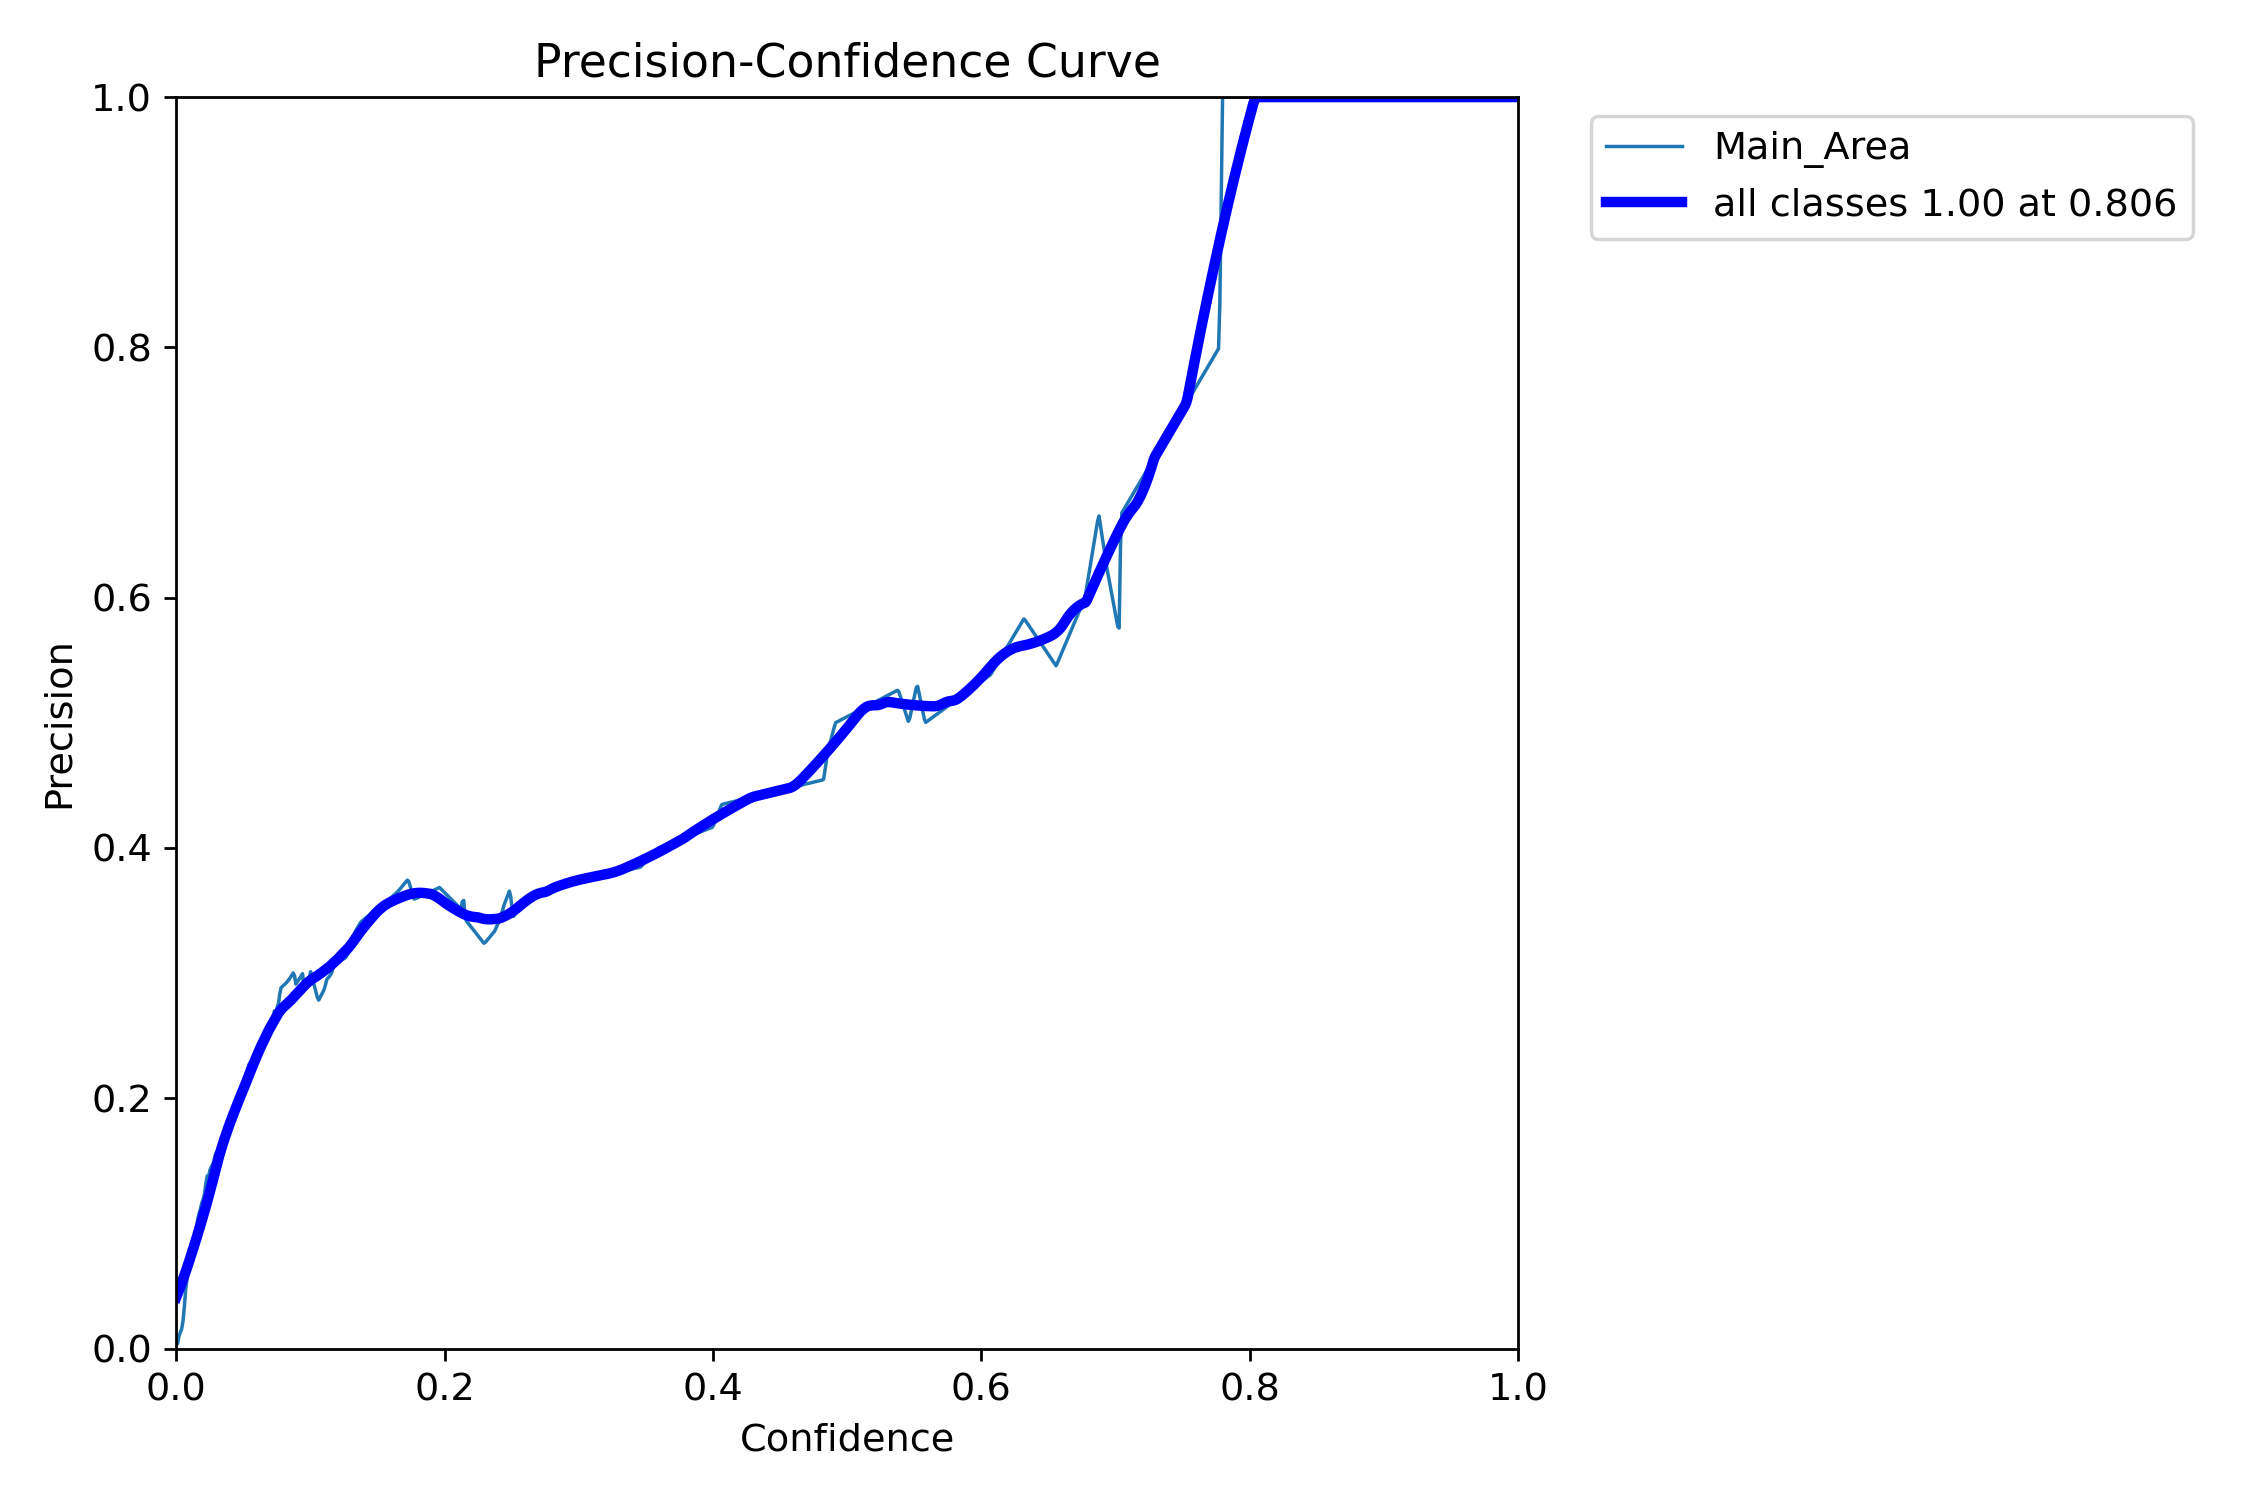 Precision-Confidence Curve
1.0
0.8
0.6
0.4
0.2
0.0
Precision
0.0 0.2 0.4 0.6 0.8 1.0
Confidence
Main_Area
all classes 1.00 at 0.806